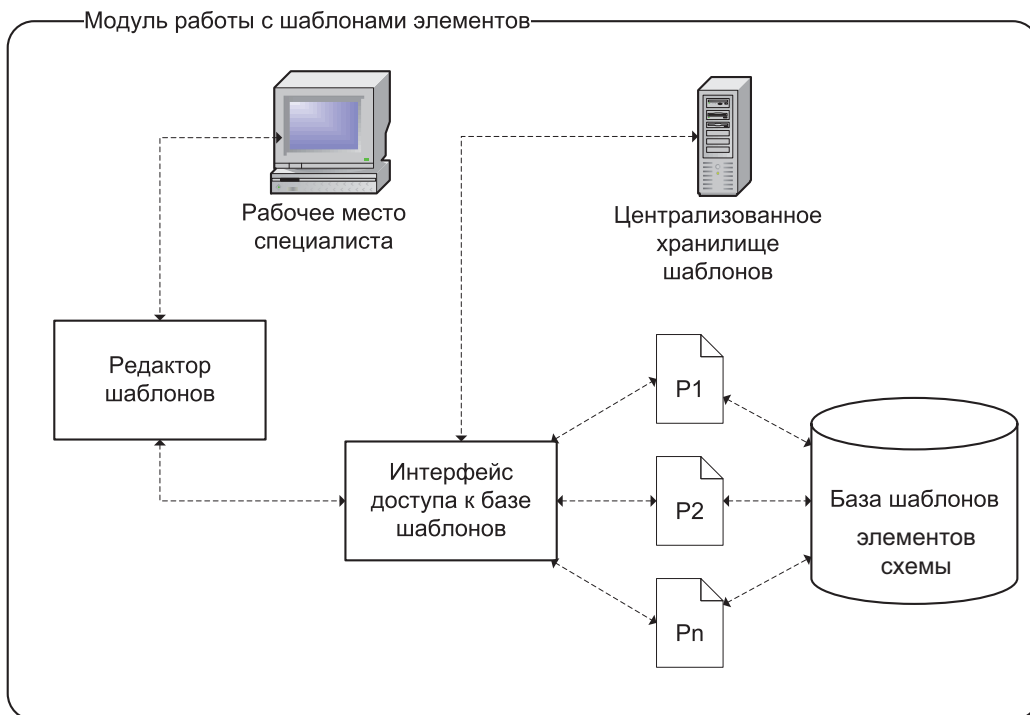 Модуль работы с шаблонами элементов
Рабочее место
специалиста
Централизованное
хранилище
шаблонов
Редактор
шаблонов
P1
Интерфейс
доступа к базе
шаблонов
P2
База шаблонов
элементов
схемы
Pn